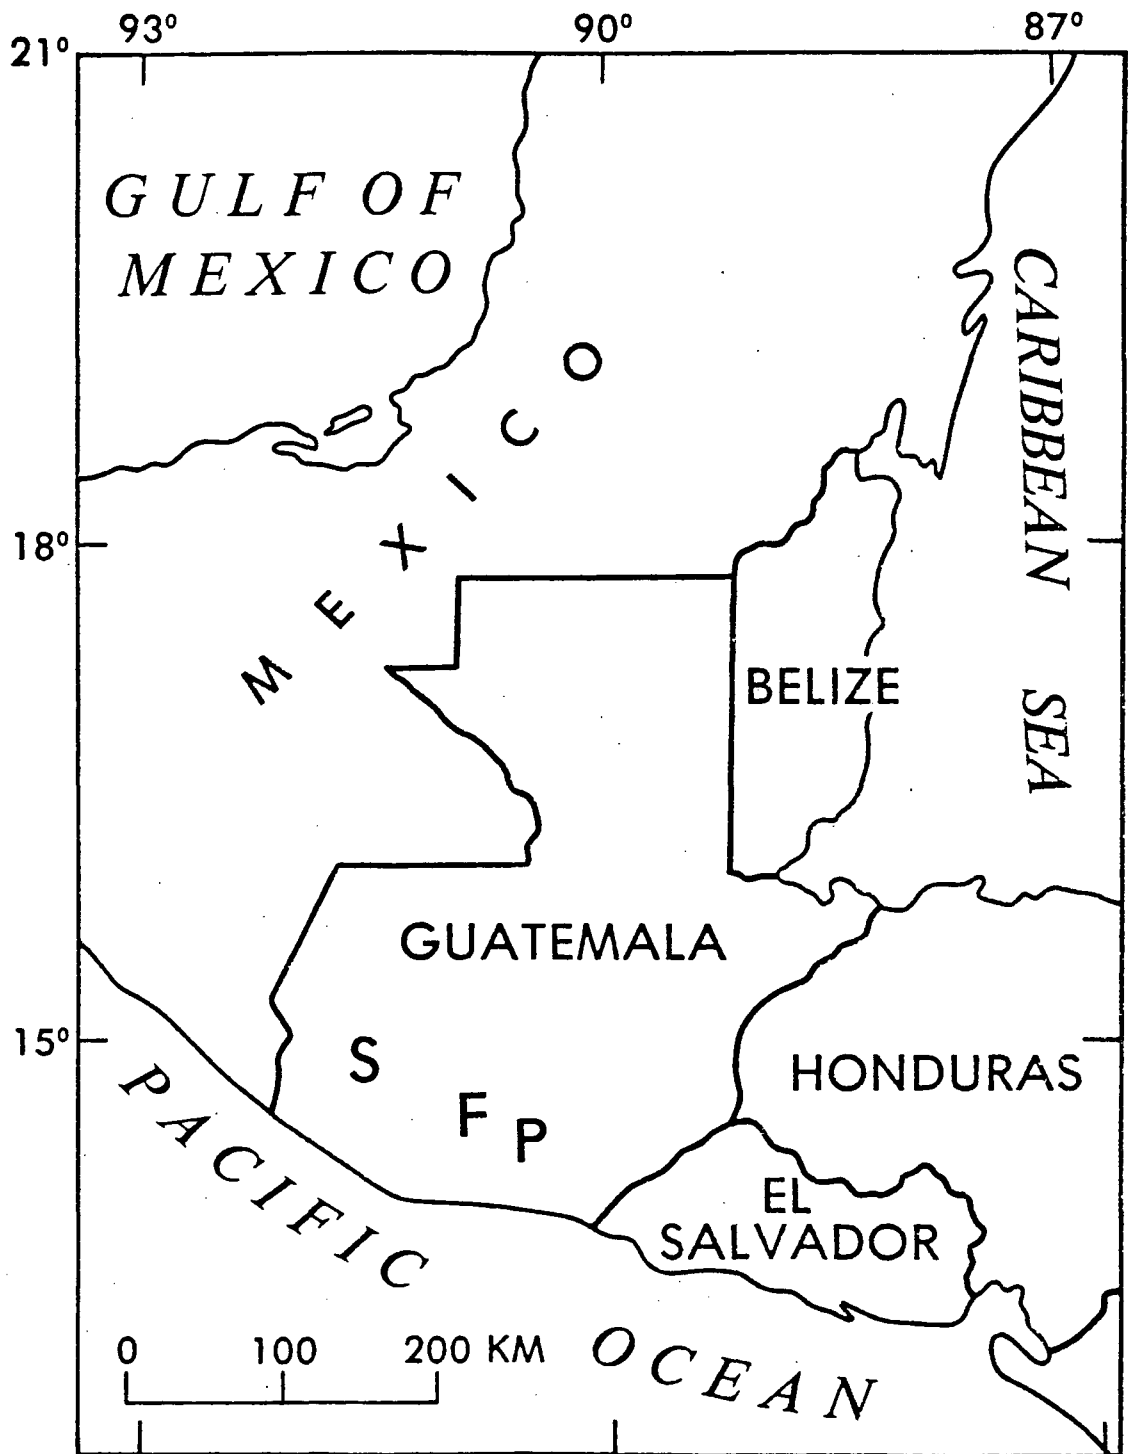 93° 90° 87°
21°
GULF OF
MEXICO
CARIBBEAN SEA
MEXICO
18°
BELIZE
GUATEMALA
15°
S
F
P
HONDURAS
EL
SALVADOR
PACIFIC OCEAN
0 100 200 KM